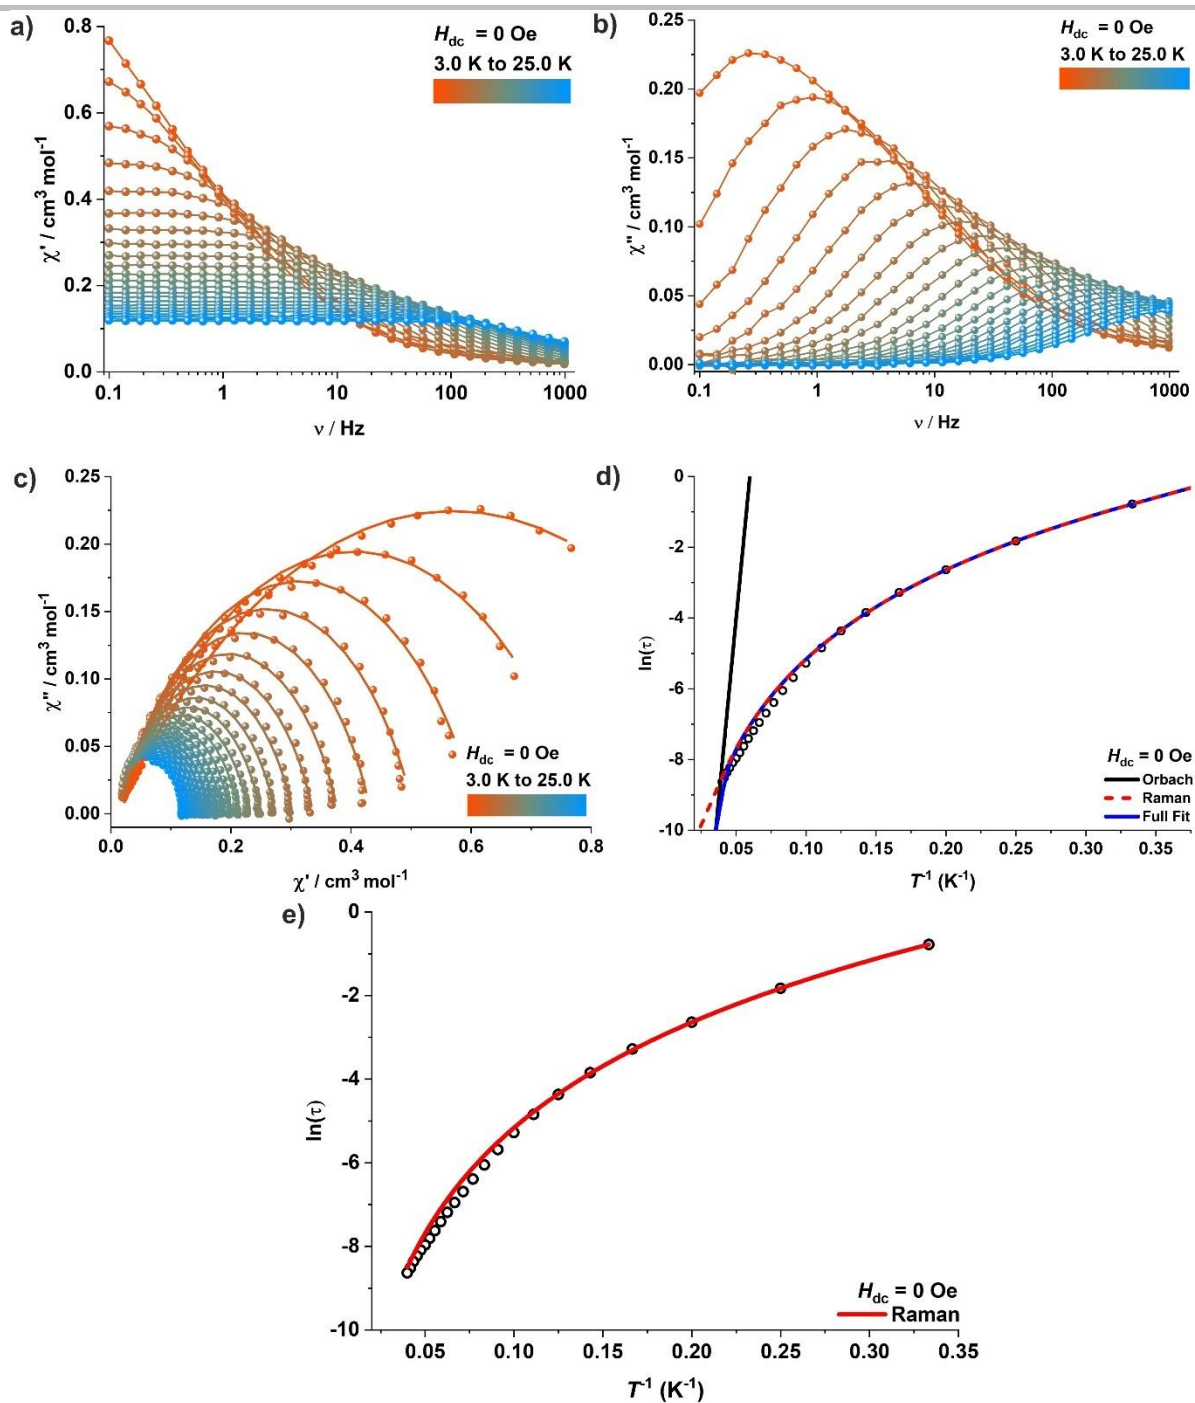 a)
H_dc = 0 Oe
3.0 K to 25.0 K
0.8
0.6
0.4
0.2
0.0
χ' / cm³ mol⁻¹
0.1 1 10 100 1000
ν / Hz
b)
H_dc = 0 Oe
3.0 K to 25.0 K
0.25
0.20
0.15
0.10
0.05
0.00
χ'' / cm³ mol⁻¹
0.1 1 10 100 1000
ν / Hz
c)
0.25
0.20
0.15
0.10
0.05
0.00
χ'' / cm³ mol⁻¹
H_dc = 0 Oe
3.0 K to 25.0 K
0.0 0.2 0.4 0.6 0.8
χ' / cm³ mol⁻¹
d)
0
-2
-4
-6
-8
-10
ln(τ)
H_dc = 0 Oe
Orbach
Raman
Full Fit
0.05 0.10 0.15 0.20 0.25 0.30 0.35
T⁻¹ (K⁻¹)
e)
0
-2
-4
-6
-8
-10
ln(τ)
H_dc = 0 Oe
Raman
0.05 0.10 0.15 0.20 0.25 0.30 0.35
T⁻¹ (K⁻¹)